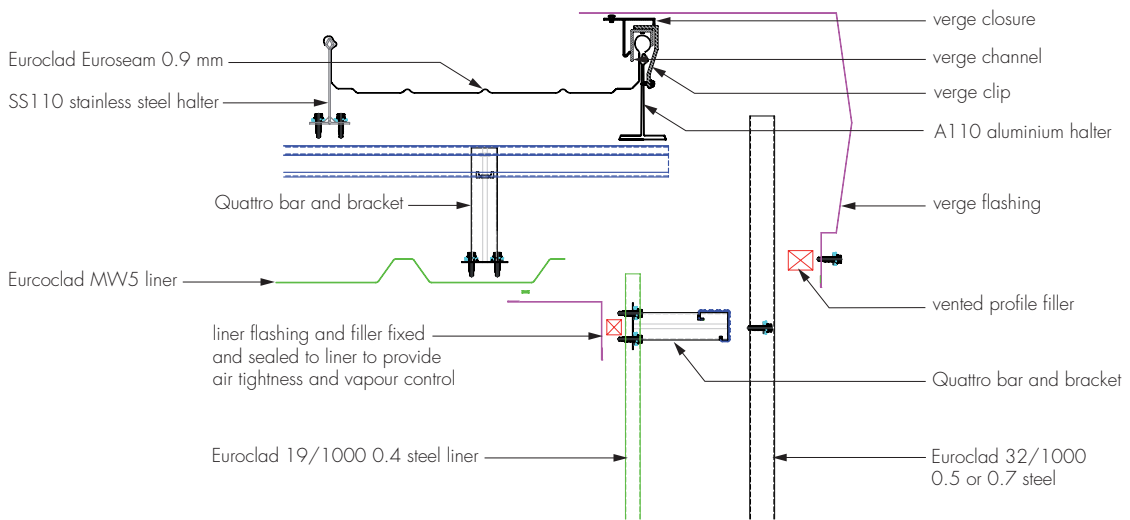 Euroclad Euroseam 0.9 mm
SS110 stainless steel halter
Quattro bar and bracket
Eurcoclad MW5 liner
liner flashing and filler fixed
and sealed to liner to provide
air tightness and vapour control
Euroclad 19/1000 0.4 steel liner
verge closure
verge channel
verge clip
A110 aluminium halter
verge flashing
vented profile filler
Quattro bar and bracket
Euroclad 32/1000
0.5 or 0.7 steel